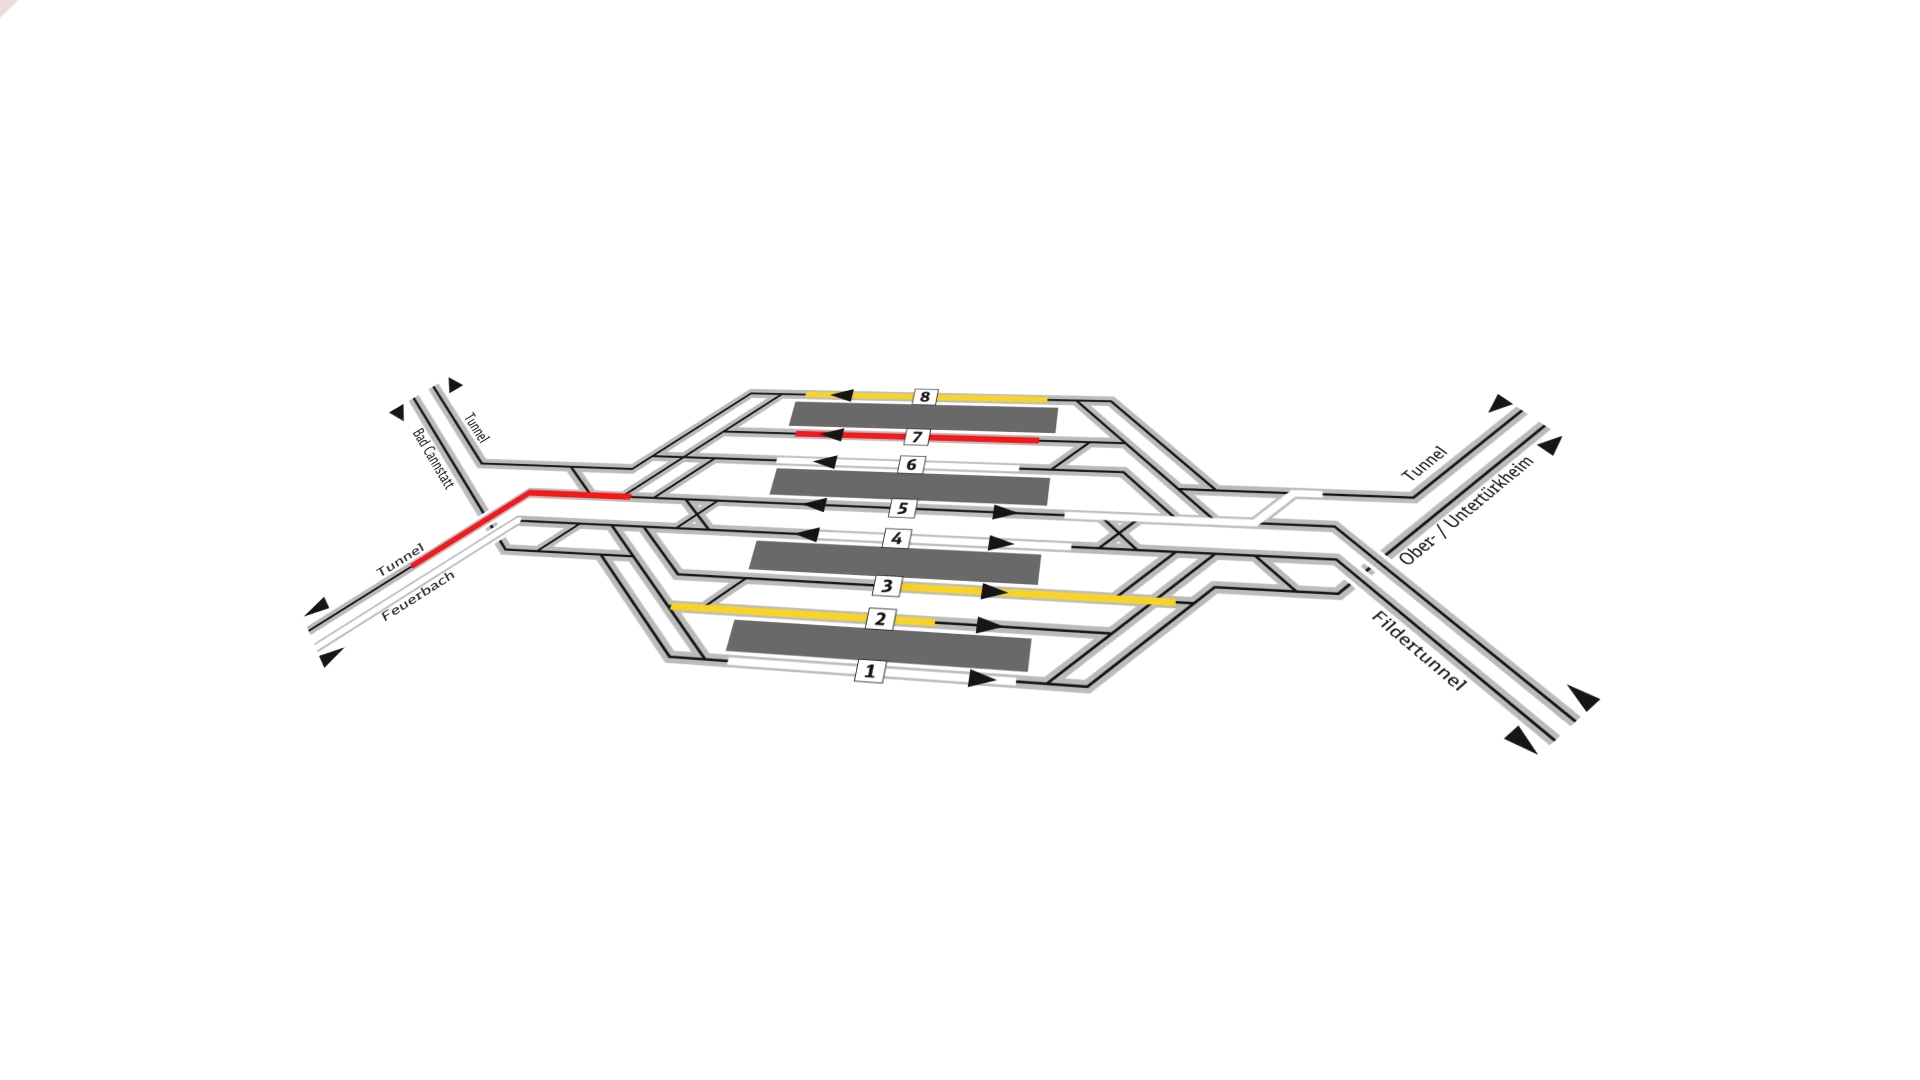 Tunnel
Bad Cannstatt
Tunnel
Feuerbach
8
7
6
5
4
3
2
1
Tunnel
Ober- / Untertürkheim
Fildertunnel